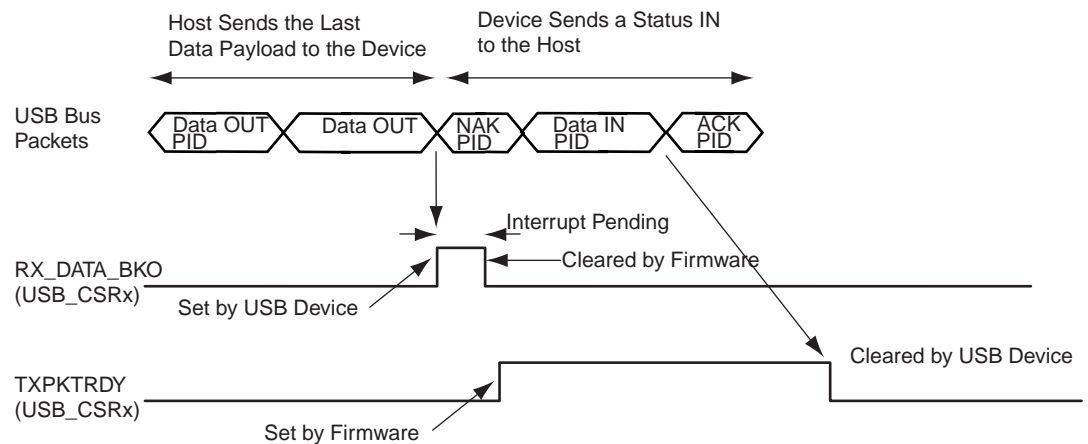 Host Sends the Last
Data Payload to the Device
Device Sends a Status IN
to the Host
USB Bus
Packets
Data OUT
PID
Data OUT
NAK
PID
Data IN
PID
ACK
PID
Interrupt Pending
RX_DATA_BKO
(USB_CSRx)
Cleared by Firmware
Set by USB Device
Cleared by USB Device
TXPKTRDY
(USB_CSRx)
Set by Firmware